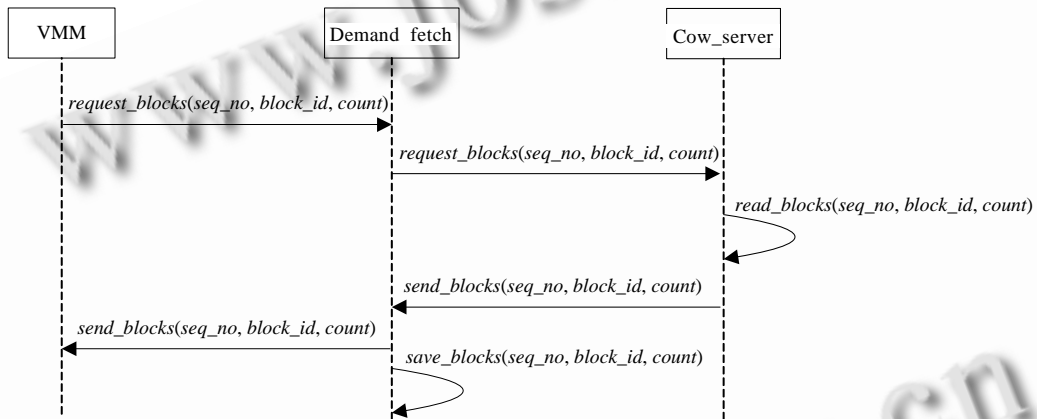 VMM
Demand fetch
Cow_server
request_blocks(seq_no, block_id, count)
request_blocks(seq_no, block_id, count)
read_blocks(seq_no, block_id, count)
send_blocks(seq_no, block_id, count)
send_blocks(seq_no, block_id, count)
save_blocks(seq_no, block_id, count)